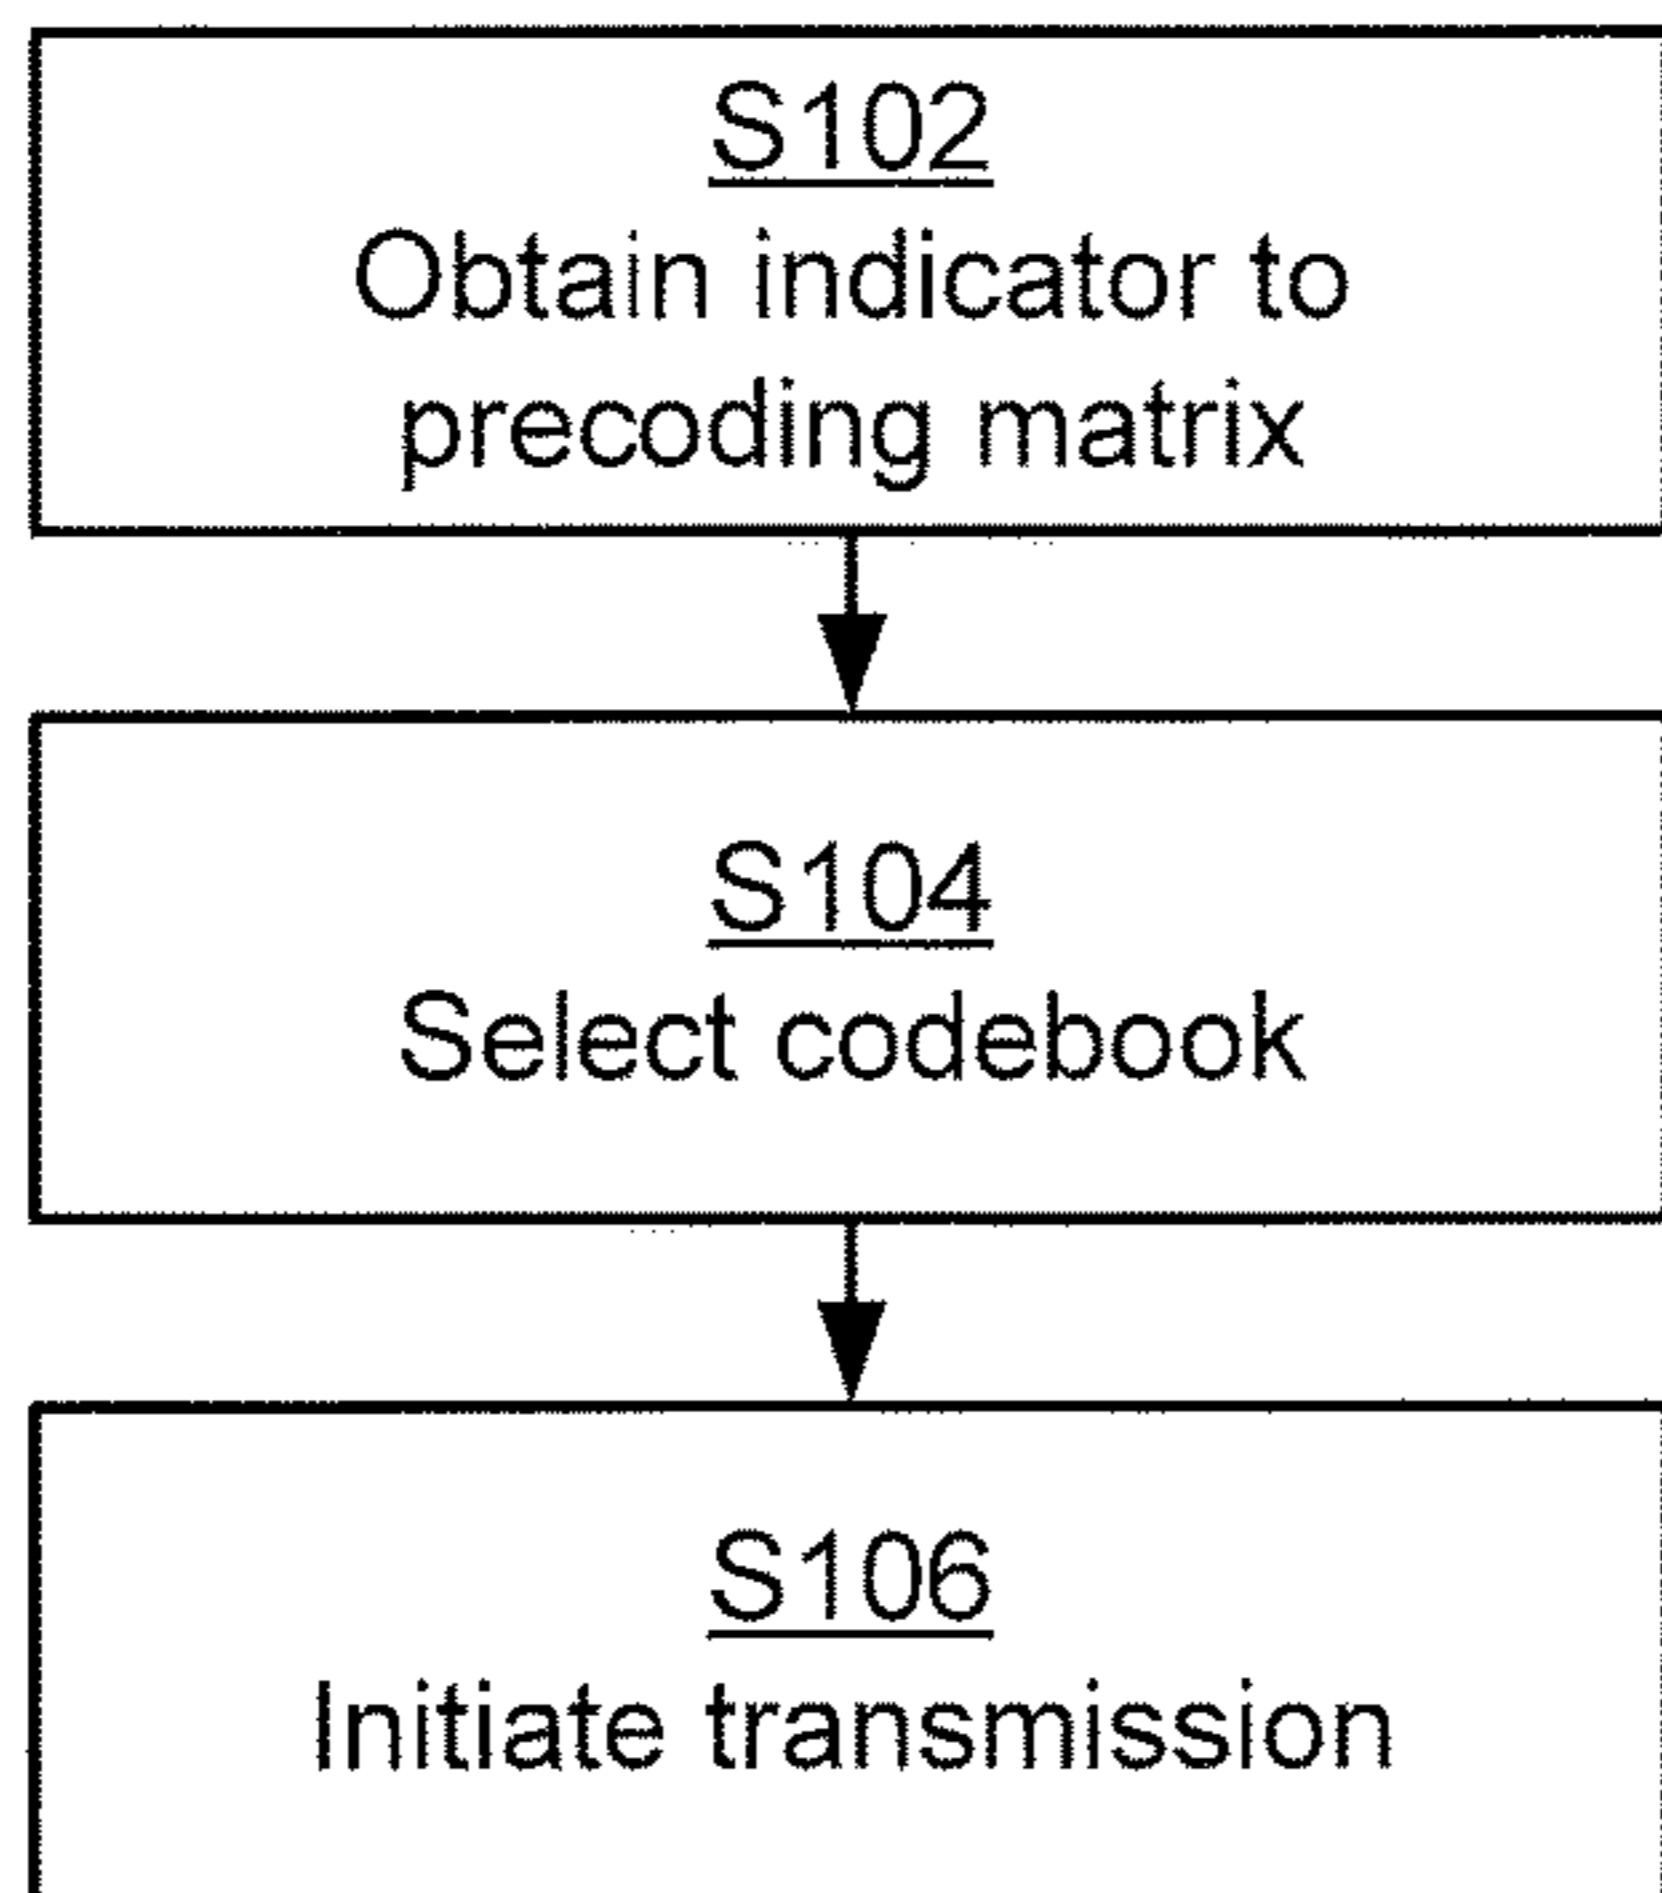 S102
Obtain indicator to
precoding matrix
S104
Select codebook
S106
Initiate transmission